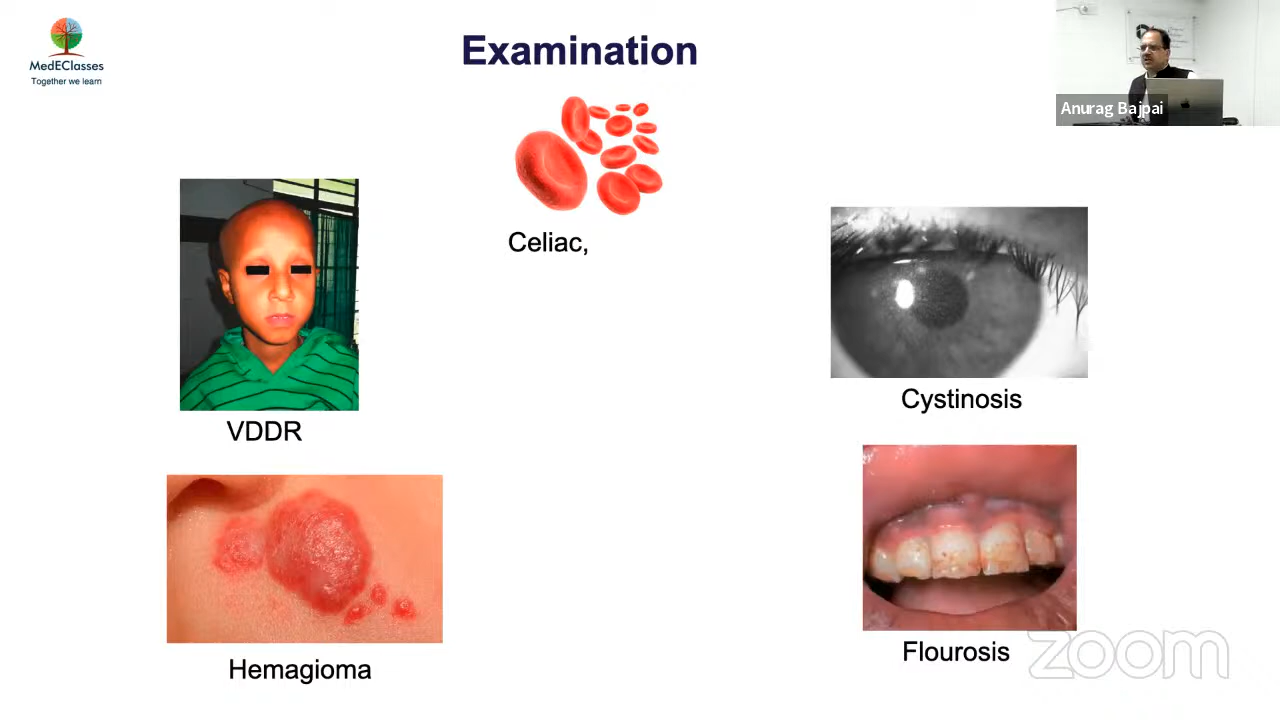 MedEClasses
Together we learn
Examination
Anurag Bajpai
Celiac,
VDDR
Cystinosis
Hemagioma
Flourosis
zoom